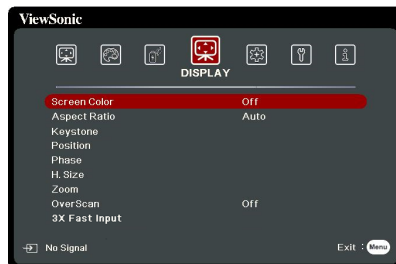 ViewSonic
DISPLAY
Screen Color Off
Aspect Ratio Auto
Keystone
Position
Phase
H. Size
Zoom
OverScan Off
3X Fast Input
No Signal Exit : Menu